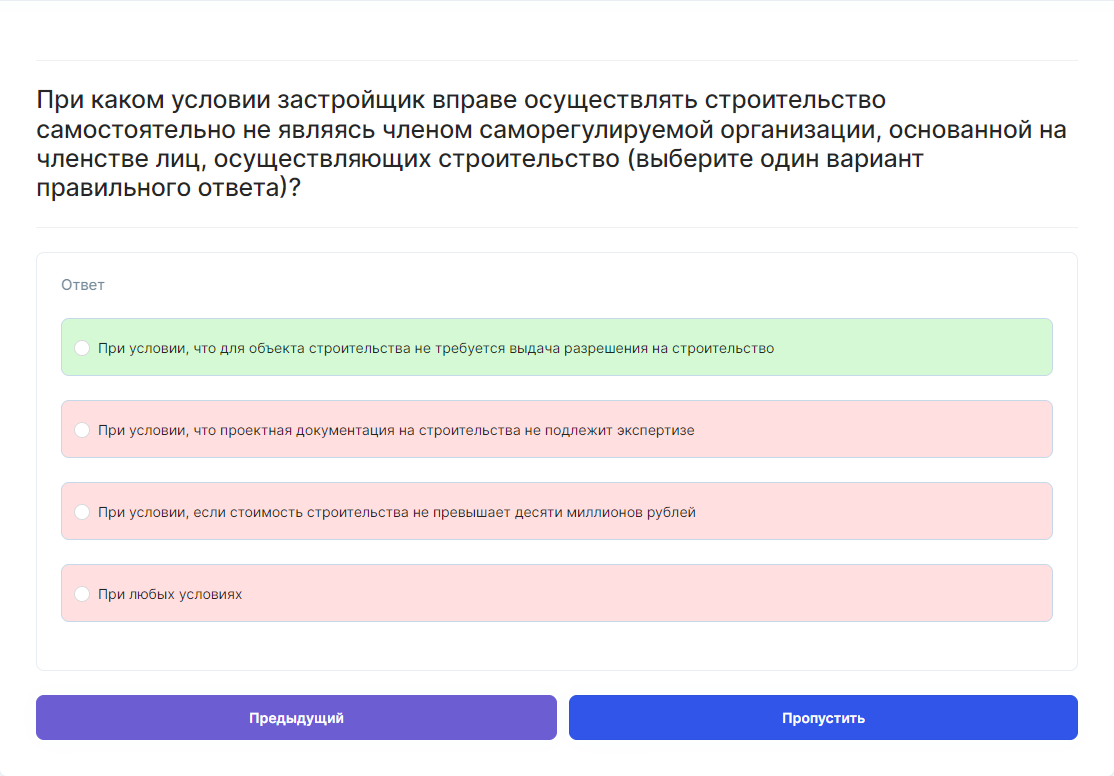 При каком условии застройщик вправе осуществлять строительство
самостоятельно не являясь членом саморегулируемой организации, основанной на
членстве лиц, осуществляющих строительство (выберите один вариант
правильного ответа)?
Ответ
При условии, что для объекта строительства не требуется выдача разрешения на строительство
При условии, что проектная документация на строительства не подлежит экспертизе
При условии, если стоимость строительства не превышает десяти миллионов рублей
При любых условиях
Предыдущий
Пропустить